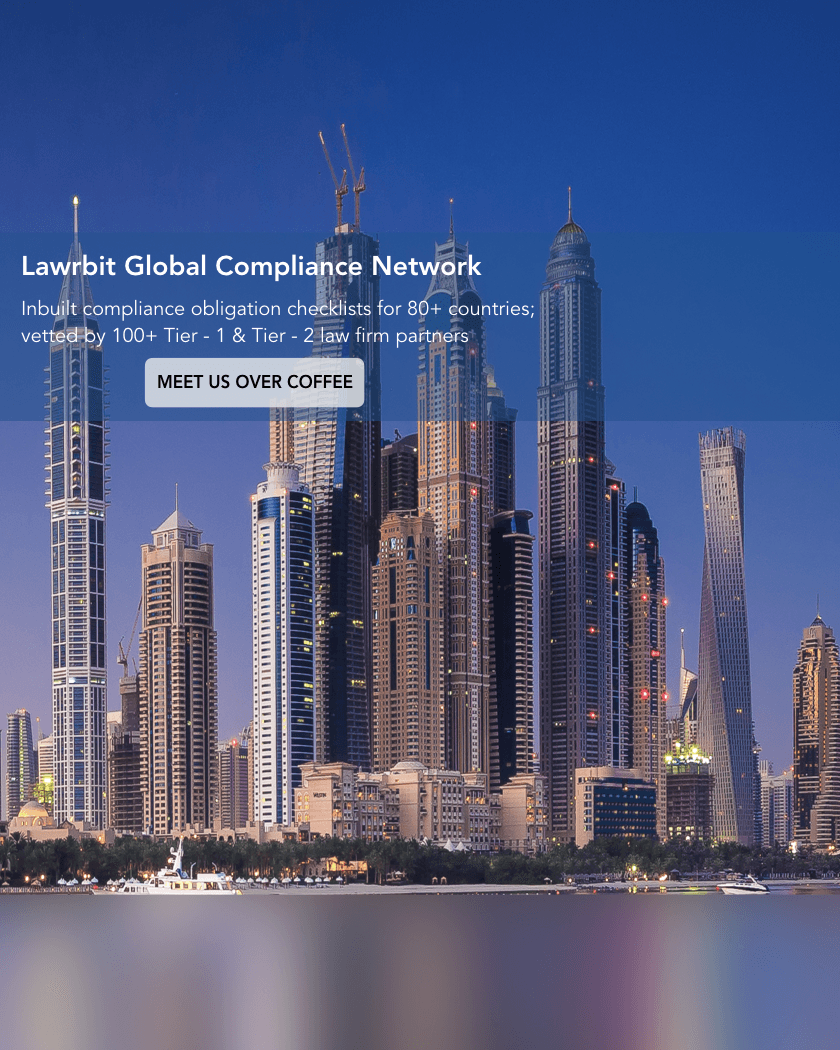 Lawrbit Global Compliance Network
Inbuilt compliance obligation checklists for 80+ countries;
vetted by 100+ Tier - 1 & Tier - 2 law firm partners
MEET US OVER COFFEE
WESTIN